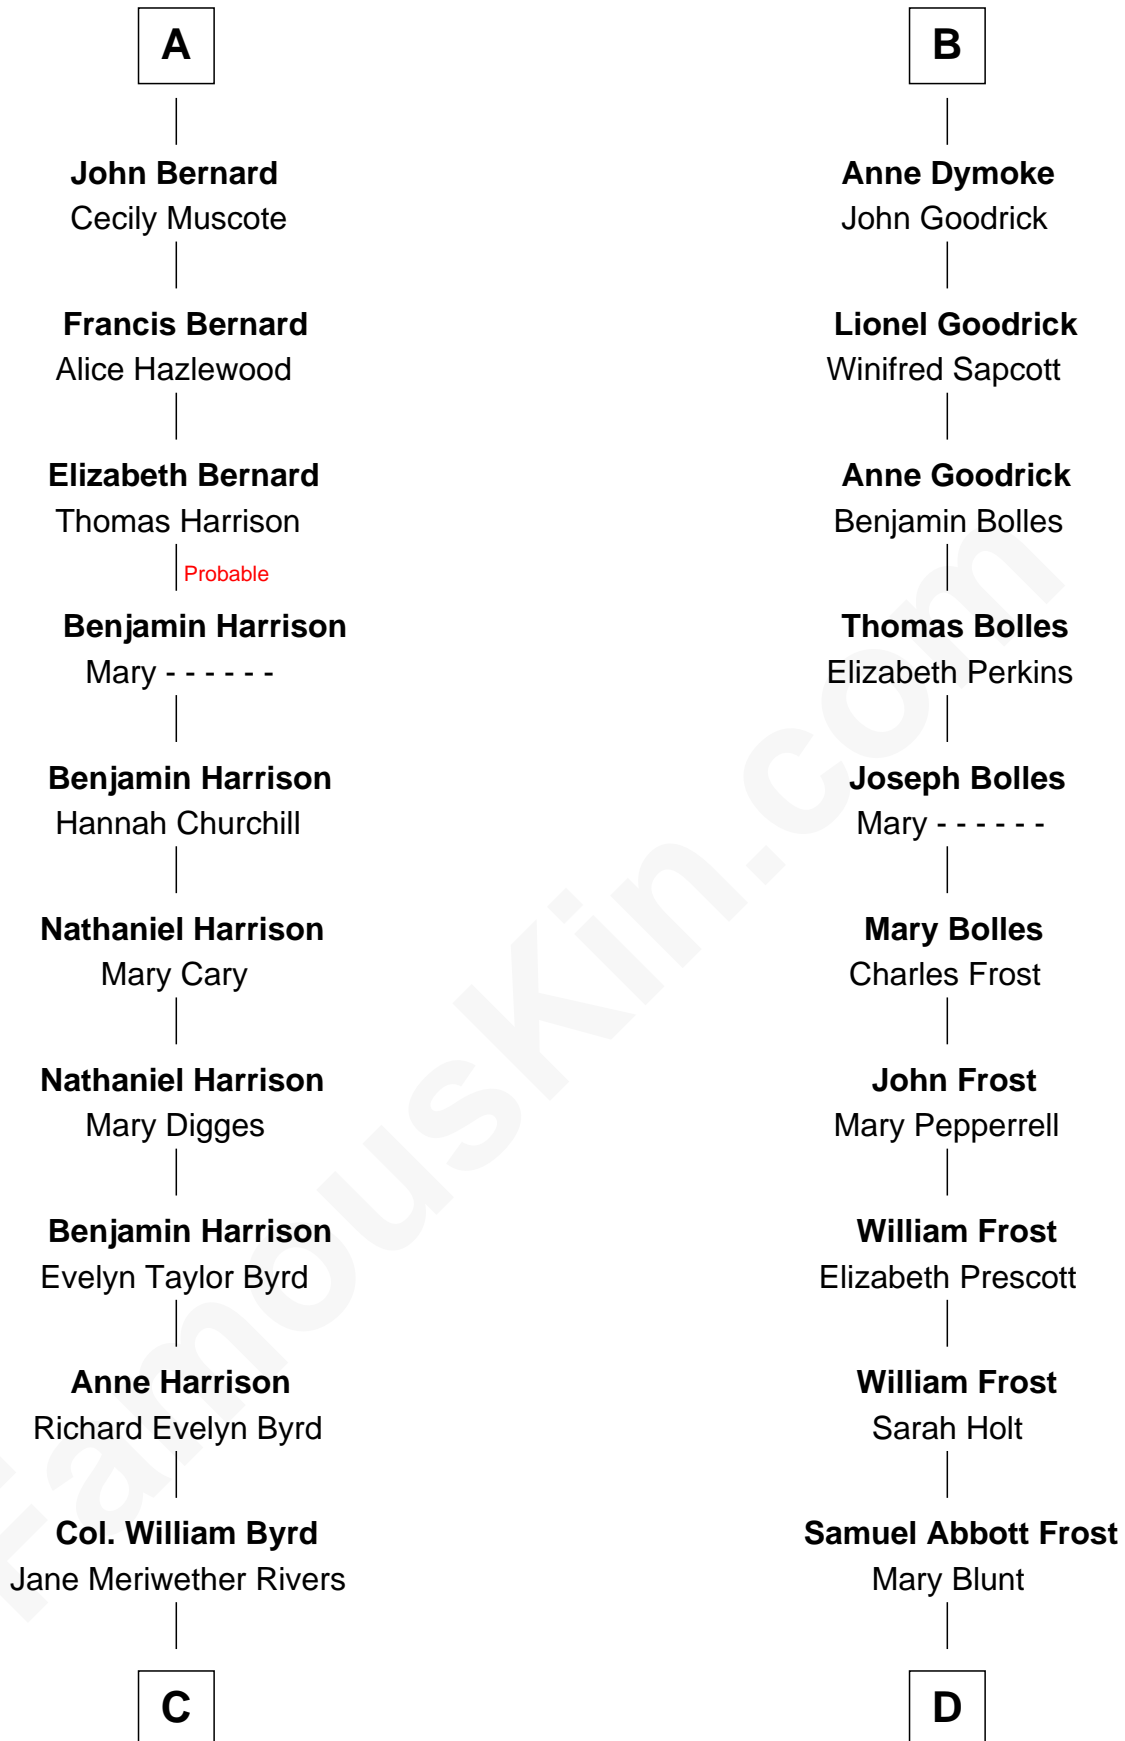 A
John Bernard
Cecily Muscote
Francis Bernard
Alice Hazlewood
Elizabeth Bernard
Thomas Harrison
Probable
Benjamin Harrison
Mary - - - - - -
Benjamin Harrison
Hannah Churchill
Nathaniel Harrison
Mary Cary
Nathaniel Harrison
Mary Digges
Benjamin Harrison
Evelyn Taylor Byrd
Anne Harrison
Richard Evelyn Byrd
Col. William Byrd
Jane Meriwether Rivers
C
B
Anne Dymoke
John Goodrick
Lionel Goodrick
Winifred Sapcott
Anne Goodrick
Benjamin Bolles
Thomas Bolles
Elizabeth Perkins
Joseph Bolles
Mary - - - - - -
Mary Bolles
Charles Frost
John Frost
Mary Pepperrell
William Frost
Elizabeth Prescott
William Frost
Sarah Holt
Samuel Abbott Frost
Mary Blunt
D
FamousKin.com